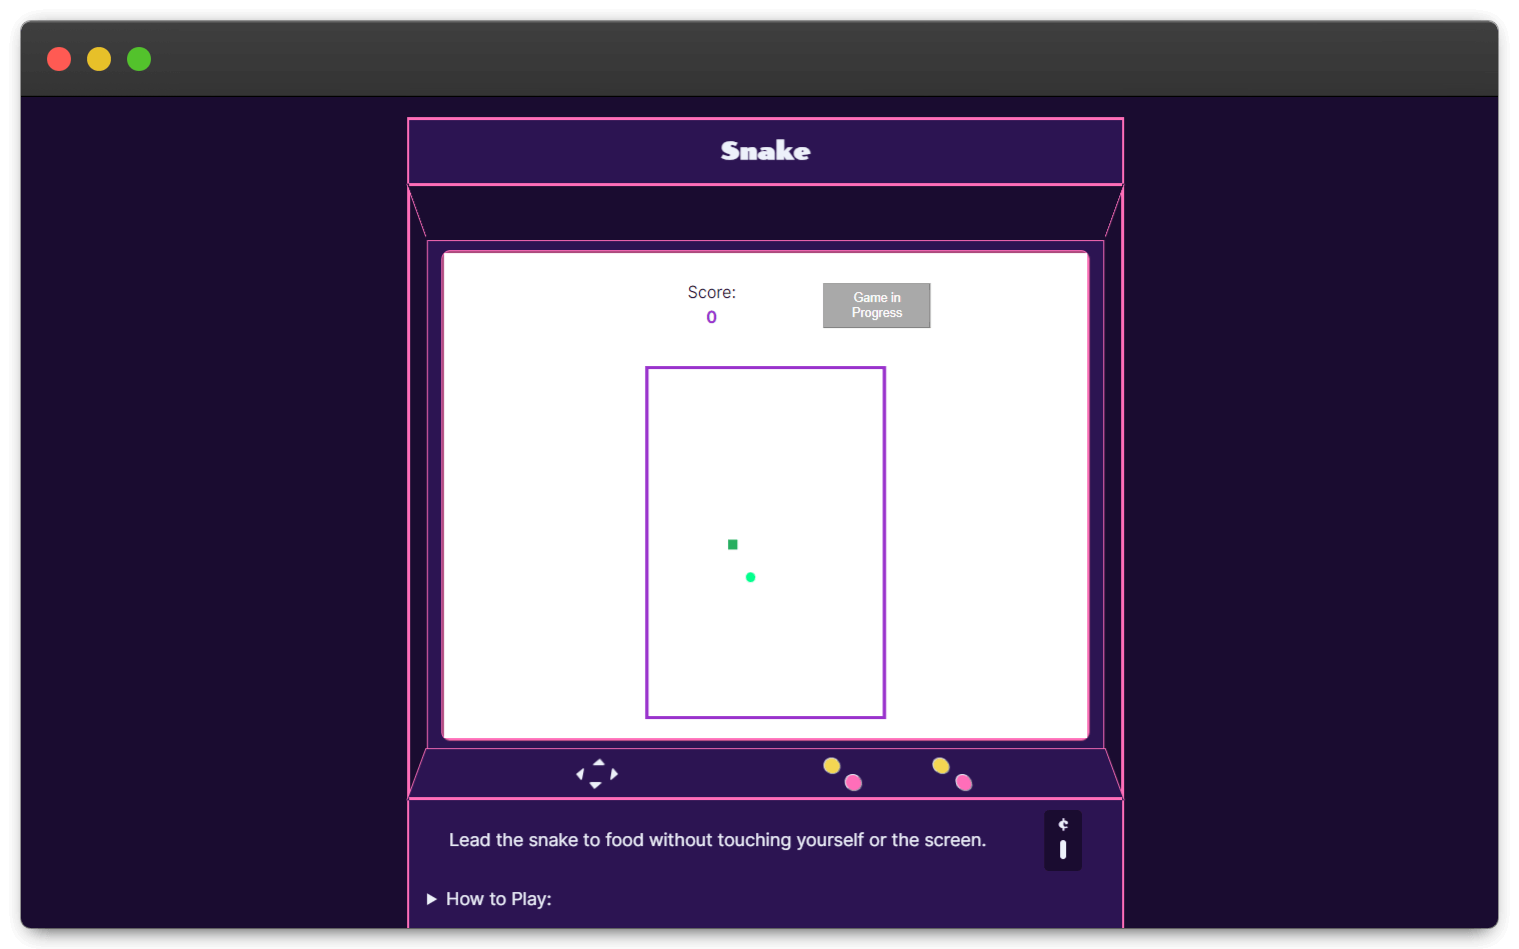 Snake
Score:
0
Game in
Progress
Lead the snake to food without touching yourself or the screen.
¢
How to Play: